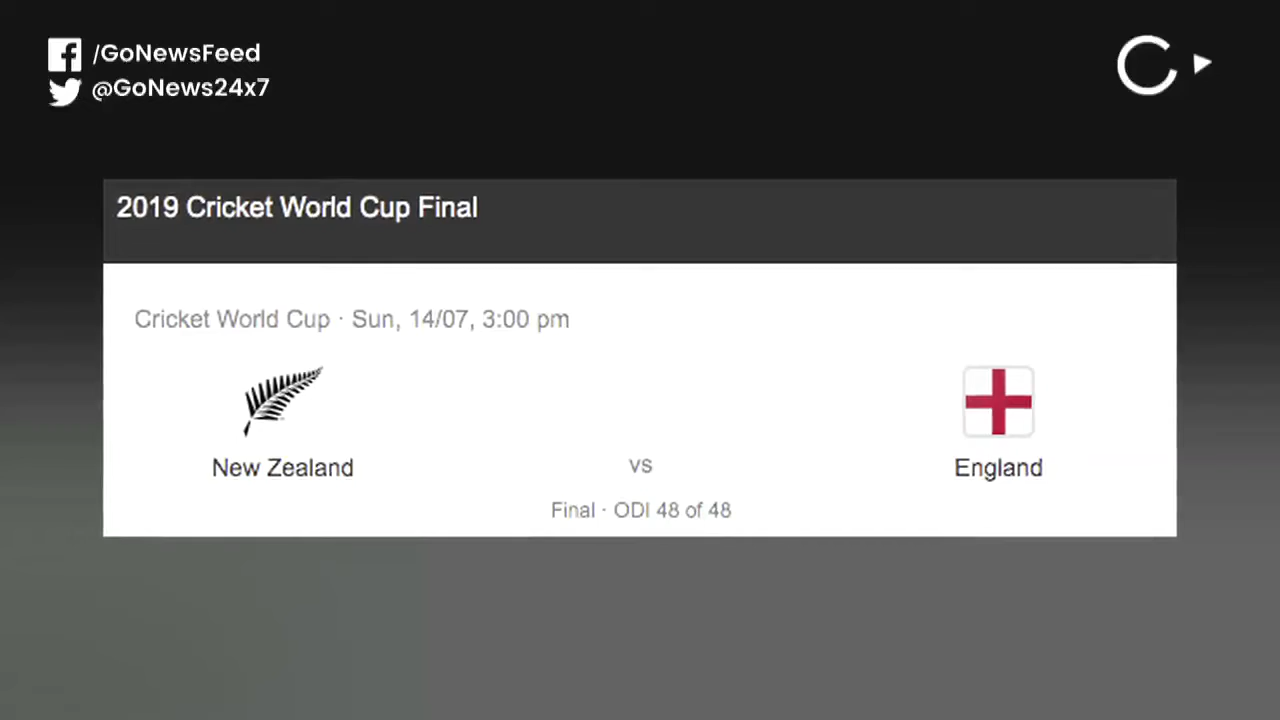 /GoNewsFeed
@GoNews24x7
2019 Cricket World Cup Final
Cricket World Cup · Sun, 14/07, 3:00 pm
New Zealand vs England
Final · ODI 48 of 48